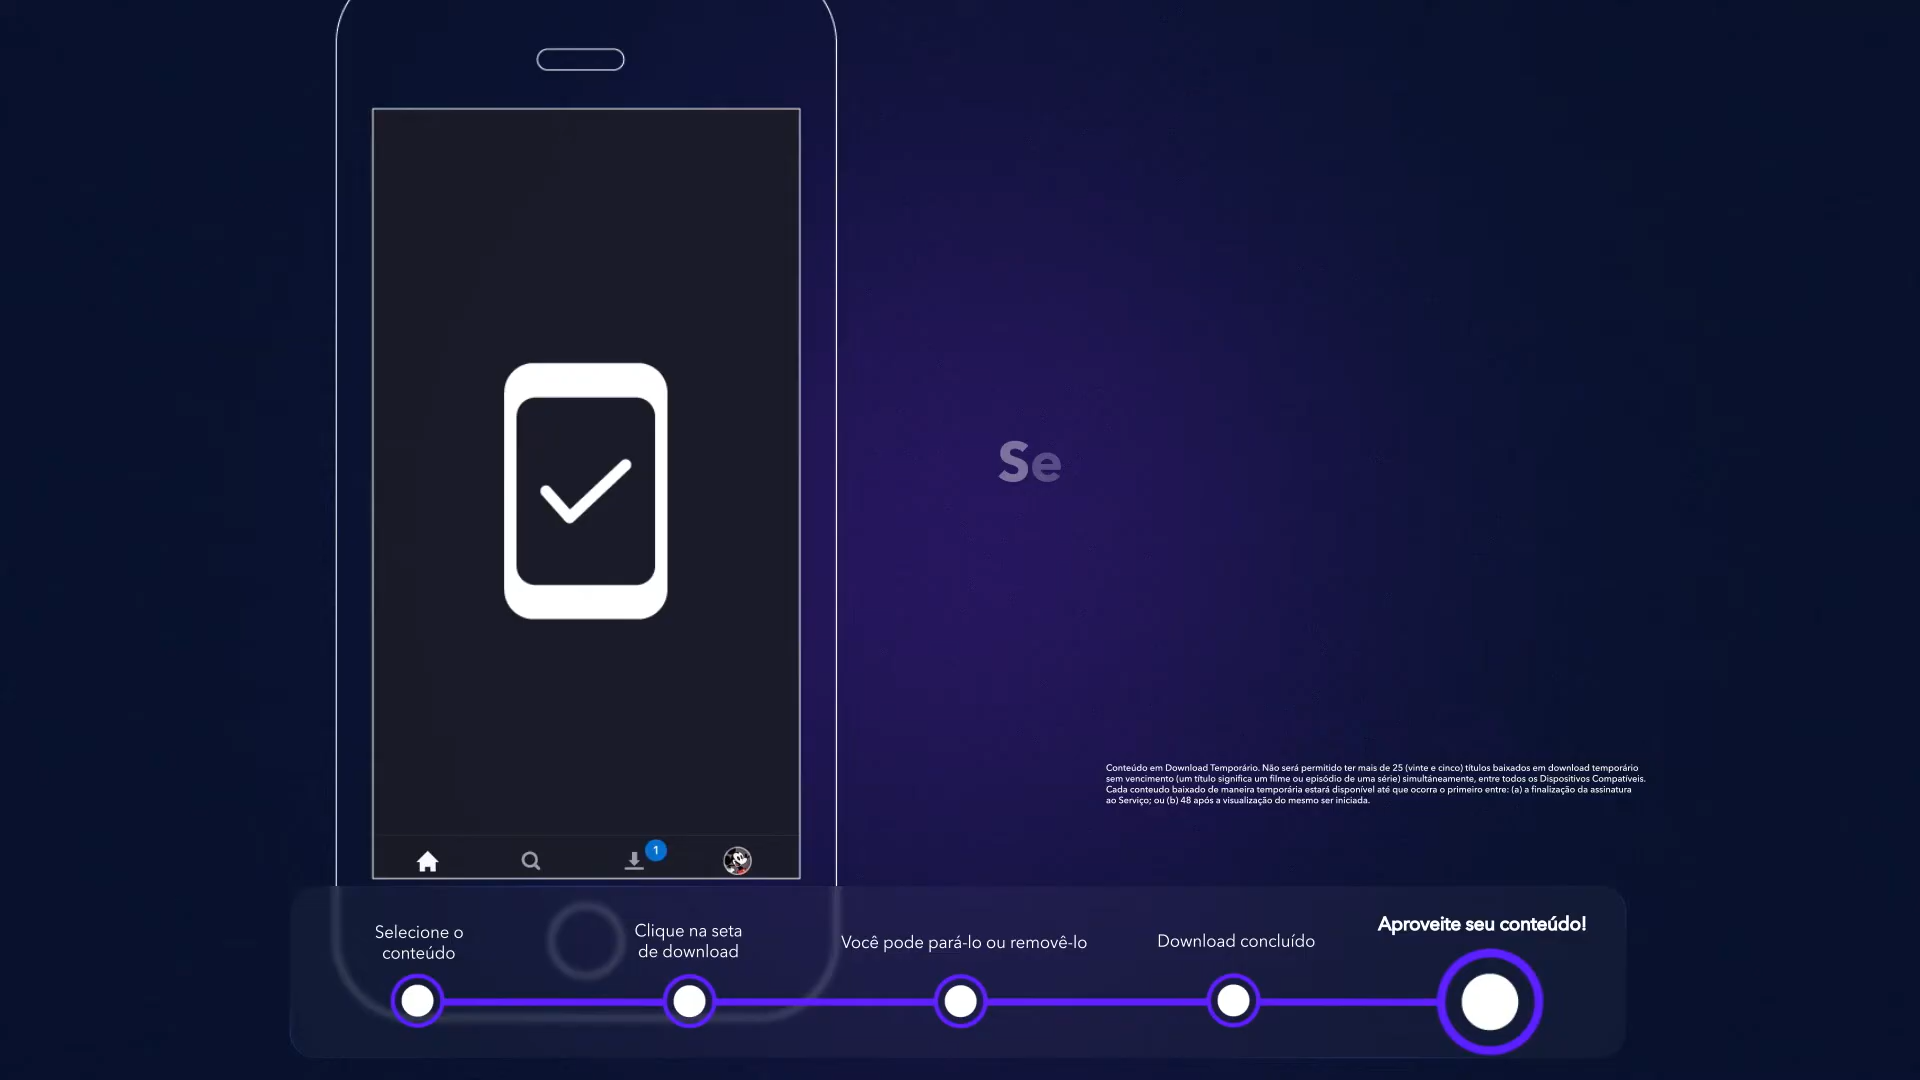 Se
Conteúdo em Download Temporário. Não será permitido ter mais de 25 (vinte e cinco) títulos baixados em download temporário
sem vencimento (um título significa um filme ou episódio de uma série) simultáneamente, entre todos os Dispositivos Compatíveis.
Cada conteudo baixado de maneira temporária estará disponível até que ocorra o primeiro entre: (a) a finalização da assinatura
ao Serviço; ou (b) 48 após a visualização do mesmo ser iniciada.
1
Selecione o
conteúdo
Clique na seta
de download
Você pode pará-lo ou removê-lo
Download concluído
Aproveite seu conteúdo!